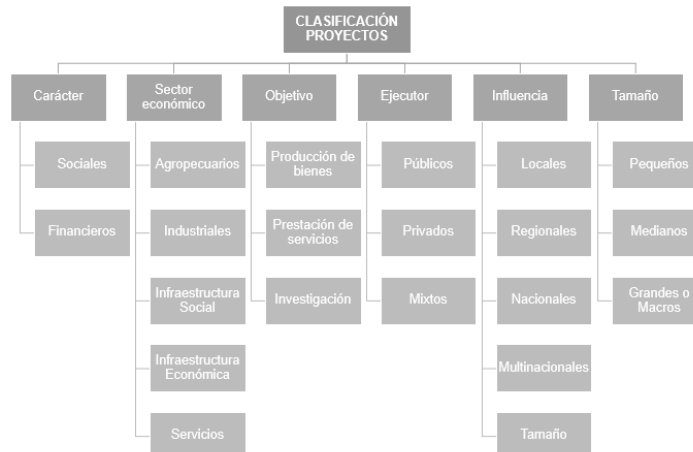 CLASIFICACIÓN
PROYECTOS
Carácter
Sector
económico
Objetivo
Ejecutor
Influencia
Tamaño
Sociales
Financieros
Agropecuarios
Industriales
Infraestructura
Social
Infraestructura
Económica
Servicios
Producción de
bienes
Prestación de
servicios
Investigación
Públicos
Privados
Mixtos
Locales
Regionales
Nacionales
Multinacionales
Tamaño
Pequeños
Medianos
Grandes o
Macros